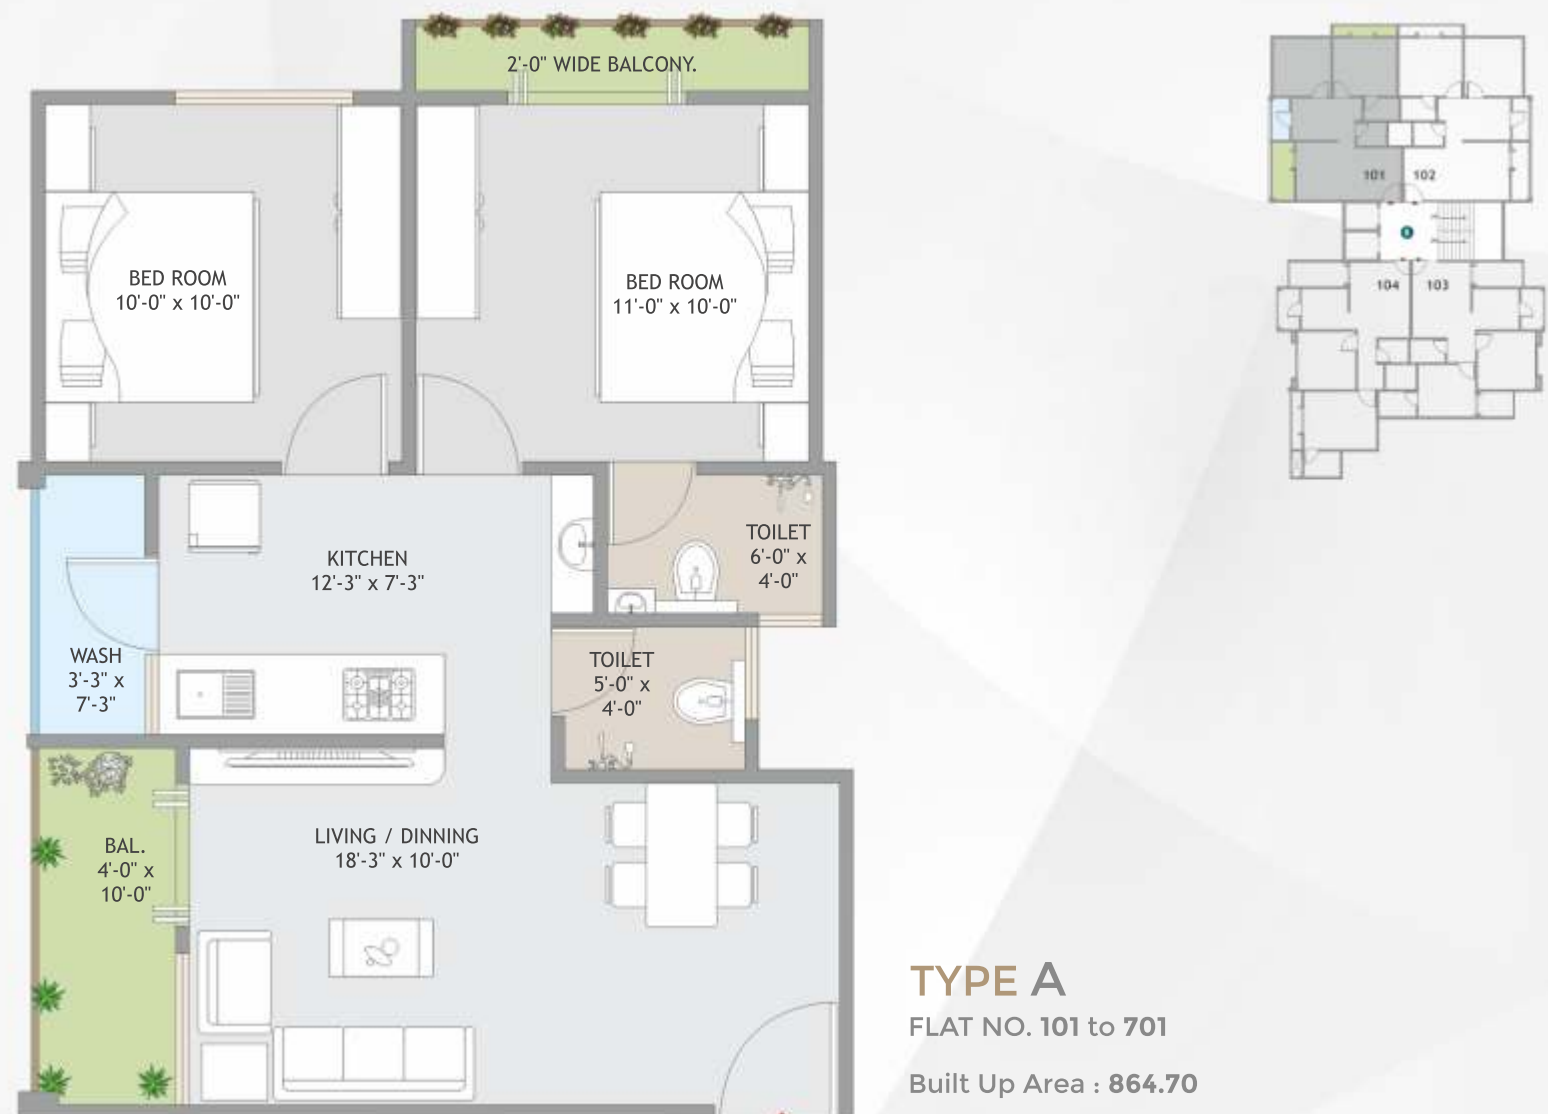 2'-0" WIDE BALCONY.
BED ROOM
10'-0" x 10'-0"
BED ROOM
11'-0" x 10'-0"
KITCHEN
12'-3" x 7'-3"
TOILET
6'-0" x
4'-0"
WASH
3'-3" x
7'-3"
TOILET
5'-0" x
4'-0"
BAL.
4'-0" x
10'-0"
LIVING / DINNING
18'-3" x 10'-0"
101 102
104 103
TYPE A
FLAT NO. 101 to 701
Built Up Area : 864.70